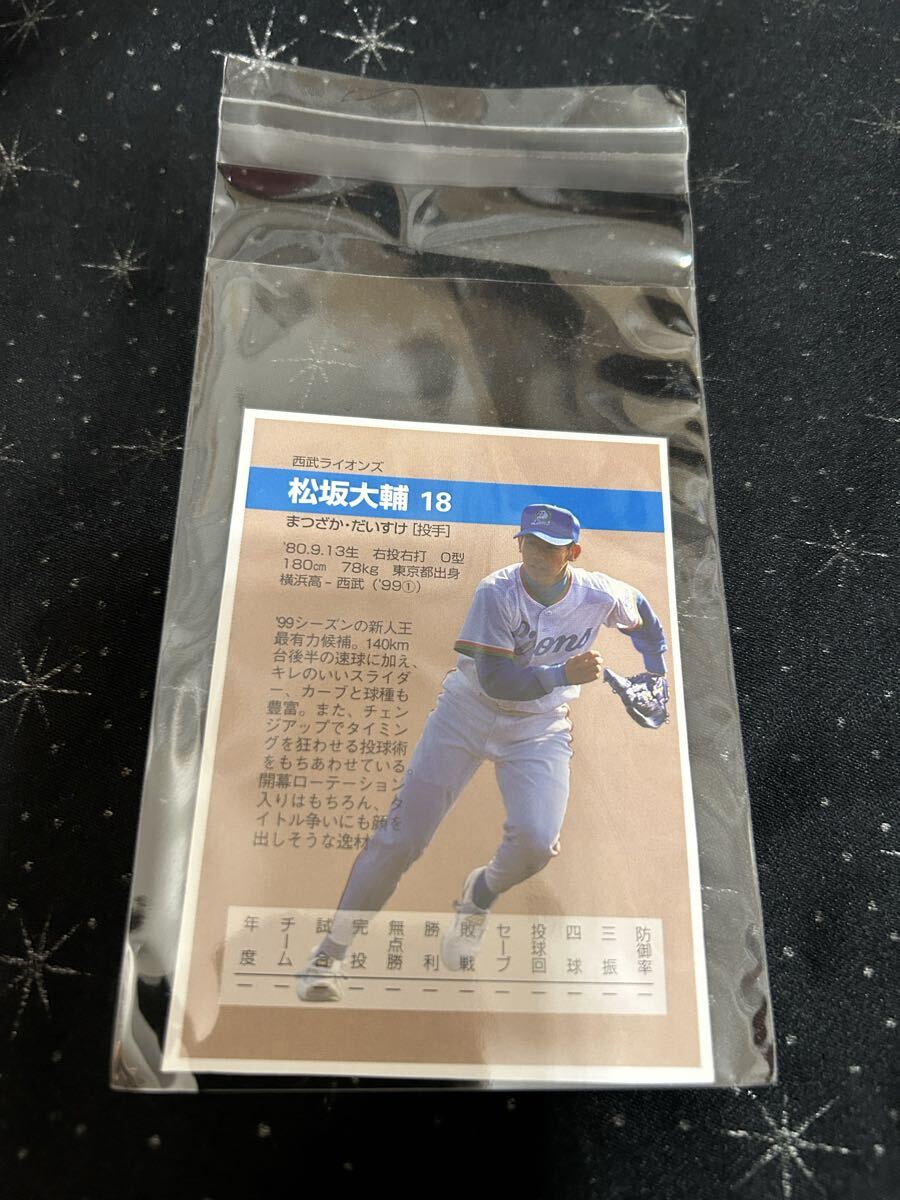 西武ライオンズ
松坂大輔 18
まつざか・だいすけ [投手]
'80.9.13生 右投右打 O型
180cm 78kg 東京都出身
横浜高－西武（'99①）
'99シーズンの新人王
最有力候補。140km
台後半の速球に加え、
キレのいいスライダ
ー、カーブと球種も
豊富。また、チェン
ジアップでタイミン
グを狂わせる投球術
をもちあわせている。
開幕ローテーション
入りはもちろん、タ
イトル争いにも顔を
出しそうな逸材
Lions
Lions
年度 チーム 試合 完投 無点勝 勝利 敗戦 セーブ 投球回 四球 三振 防御率
－ － － － － － － － － － － －